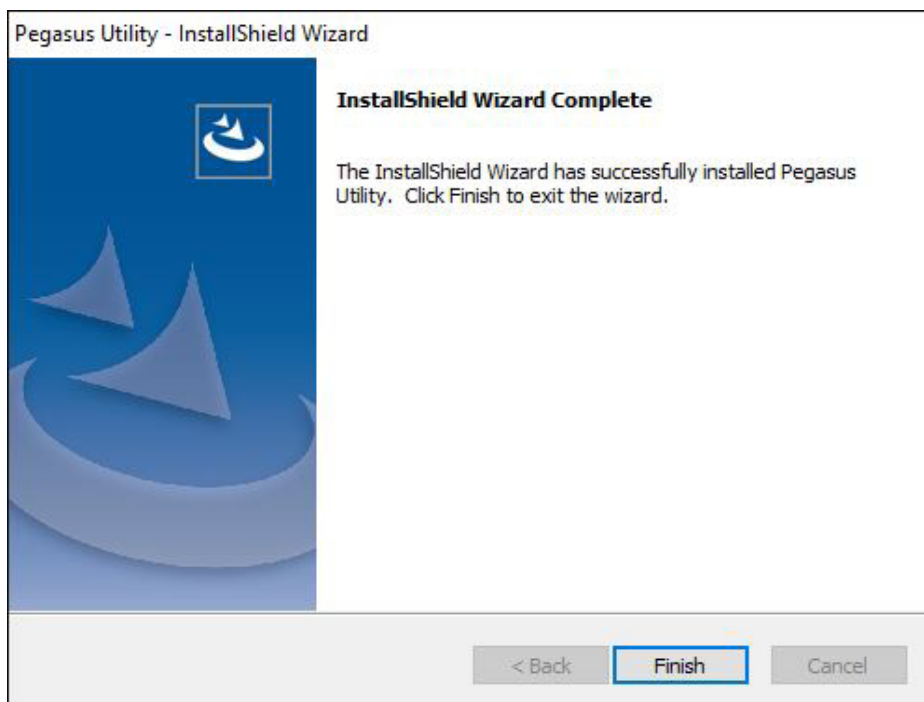 Pegasus Utility - InstallShield Wizard
InstallShield Wizard Complete
The InstallShield Wizard has successfully installed Pegasus
Utility.  Click Finish to exit the wizard.
< Back
Finish
Cancel